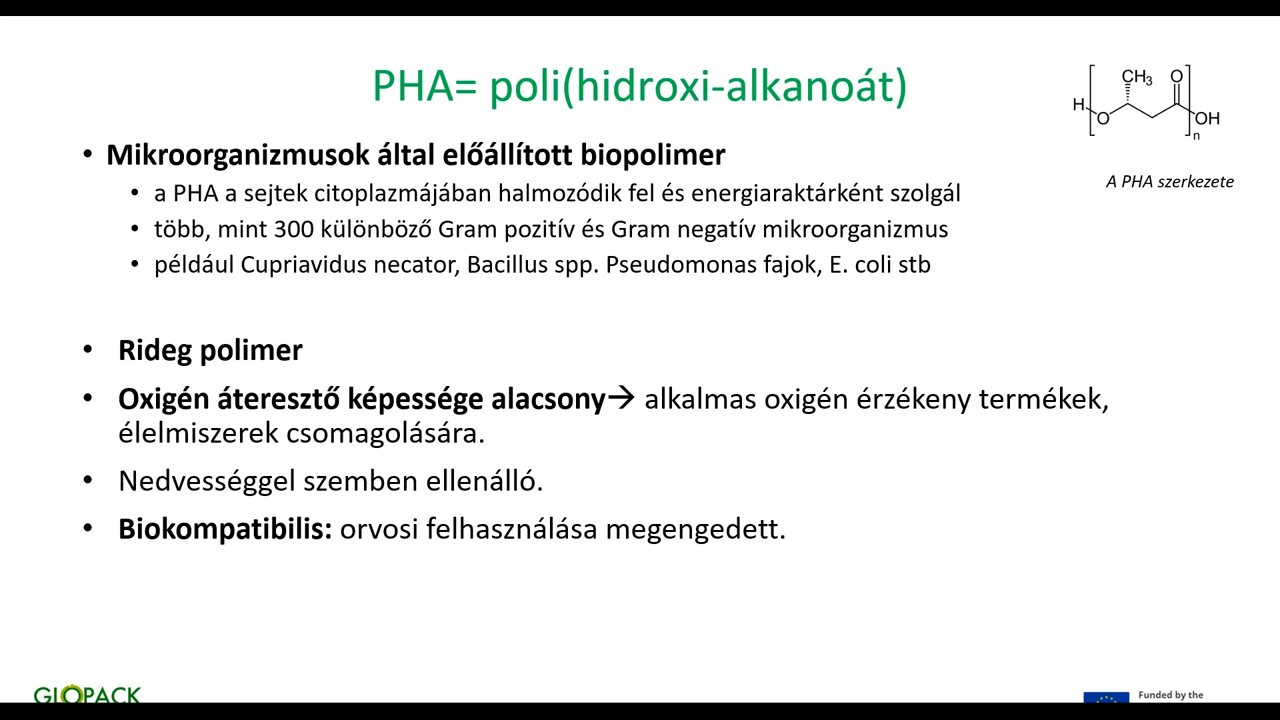 PHA= poli(hidroxi-alkanoát)
CH3
O
H
O
OH
n
A PHA szerkezete
• Mikroorganizmusok által előállított biopolimer
• a PHA a sejtek citoplazmájában halmozódik fel és energiaraktárként szolgál
• több, mint 300 különböző Gram pozitív és Gram negatív mikroorganizmus
• például Cupriavidus necator, Bacillus spp. Pseudomonas fajok, E. coli stb
• Rideg polimer
• Oxigén áteresztő képessége alacsony→ alkalmas oxigén érzékeny termékek,
élelmiszerek csomagolására.
• Nedvességgel szemben ellenálló.
• Biokompatibilis: orvosi felhasználása megengedett.
GLOPACK
Funded by the